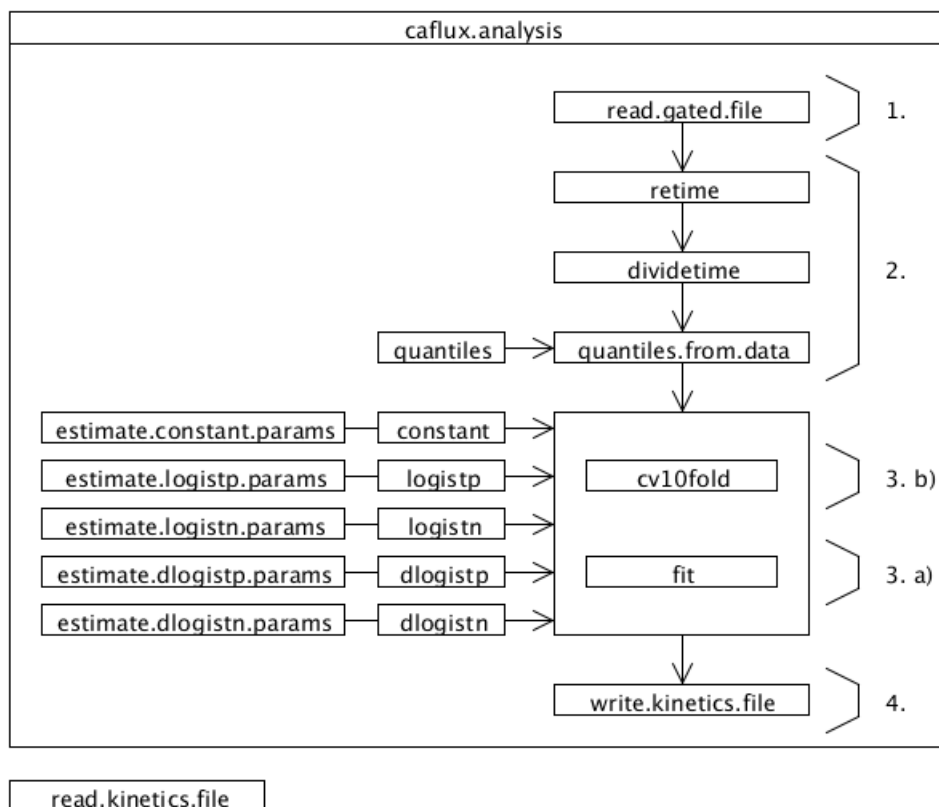 caflux.analysis
read.gated.file
1.
retime
dividetime
2.
quantiles
quantiles.from.data
estimate.constant.params
constant
estimate.logistp.params
logistp
cv10fold
3. b)
estimate.logistn.params
logistn
estimate.dlogistp.params
dlogistp
fit
3. a)
estimate.dlogistn.params
dlogistn
write.kinetics.file
4.
read.kinetics.file